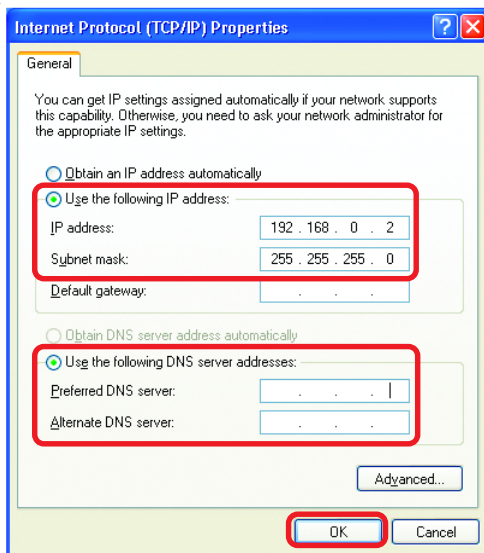 Internet Protocol (TCP/IP) Properties
General
You can get IP settings assigned automatically if your network supports
this capability. Otherwise, you need to ask your network administrator for
the appropriate IP settings.
Obtain an IP address automatically
Use the following IP address:
IP address: 192 . 168 . 0 . 2
Subnet mask: 255 . 255 . 255 . 0
Default gateway: . . .
Obtain DNS server address automatically
Use the following DNS server addresses:
Preferred DNS server: . . .
Alternate DNS server: . . .
Advanced...
OK Cancel